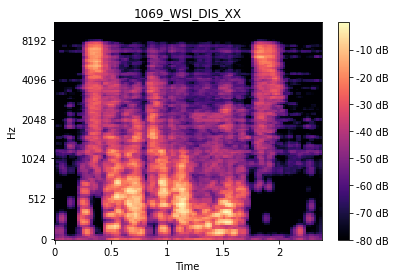 1069_WSI_DIS_XX
8192
4096
2048
1024
512
0
Hz
0
0.5
1
1.5
2
Time
-10 dB
-20 dB
-30 dB
-40 dB
-50 dB
-60 dB
-70 dB
-80 dB